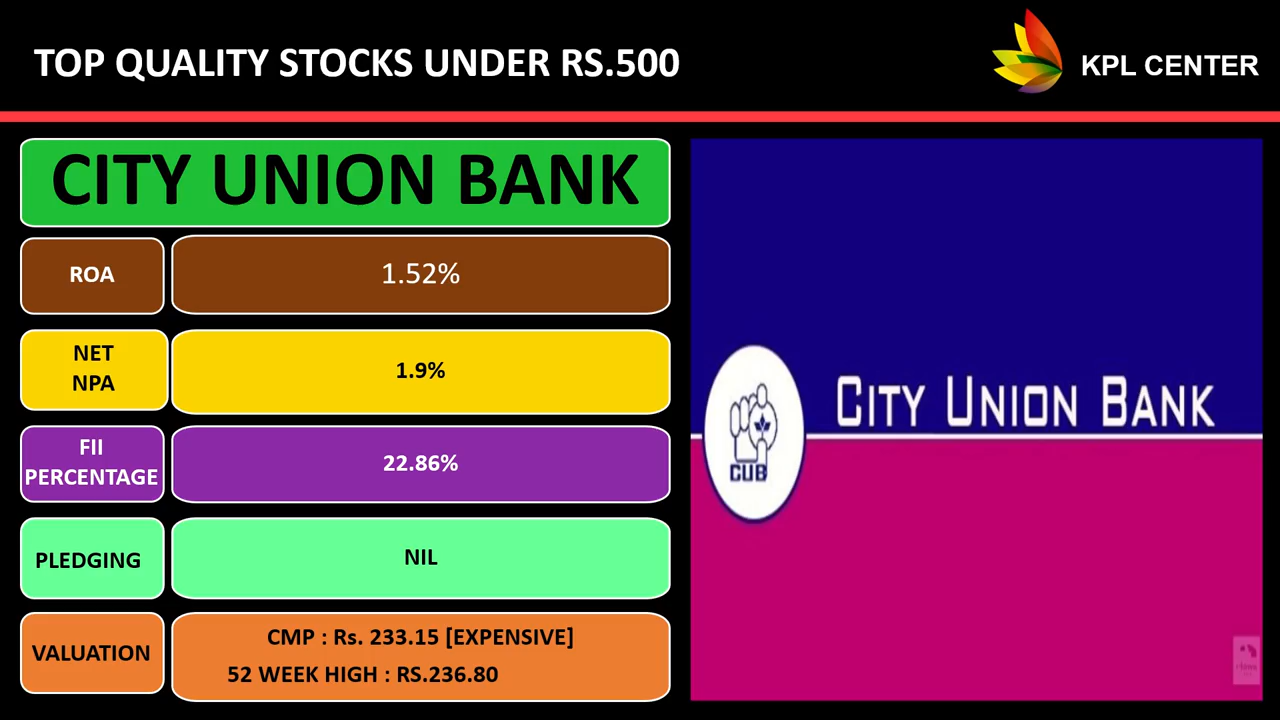 TOP QUALITY STOCKS UNDER RS.500
KPL CENTER
CITY UNION BANK
ROA
1.52%
NET
NPA
1.9%
FII
PERCENTAGE
22.86%
PLEDGING
NIL
VALUATION
CMP : Rs. 233.15 [EXPENSIVE]
52 WEEK HIGH : RS.236.80
CITY UNION BANK
CUB